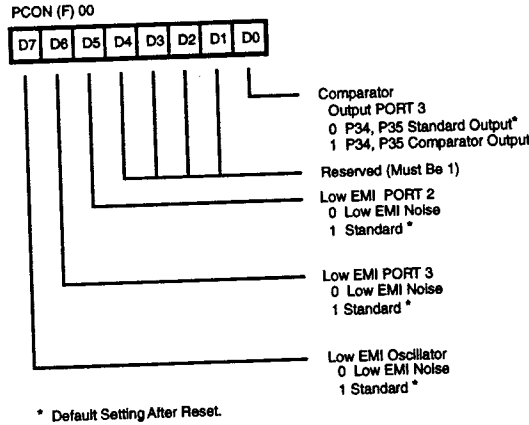 PCON (F) 00
D7 D6 D5 D4 D3 D2 D1 D0
Comparator
Output PORT 3
0 P34, P35 Standard Output*
1 P34, P35 Comparator Output
Reserved (Must Be 1)
Low EMI PORT 2
0 Low EMI Noise
1 Standard *
Low EMI PORT 3
0 Low EMI Noise
1 Standard *
Low EMI Oscillator
0 Low EMI Noise
1 Standard *
* Default Setting After Reset.